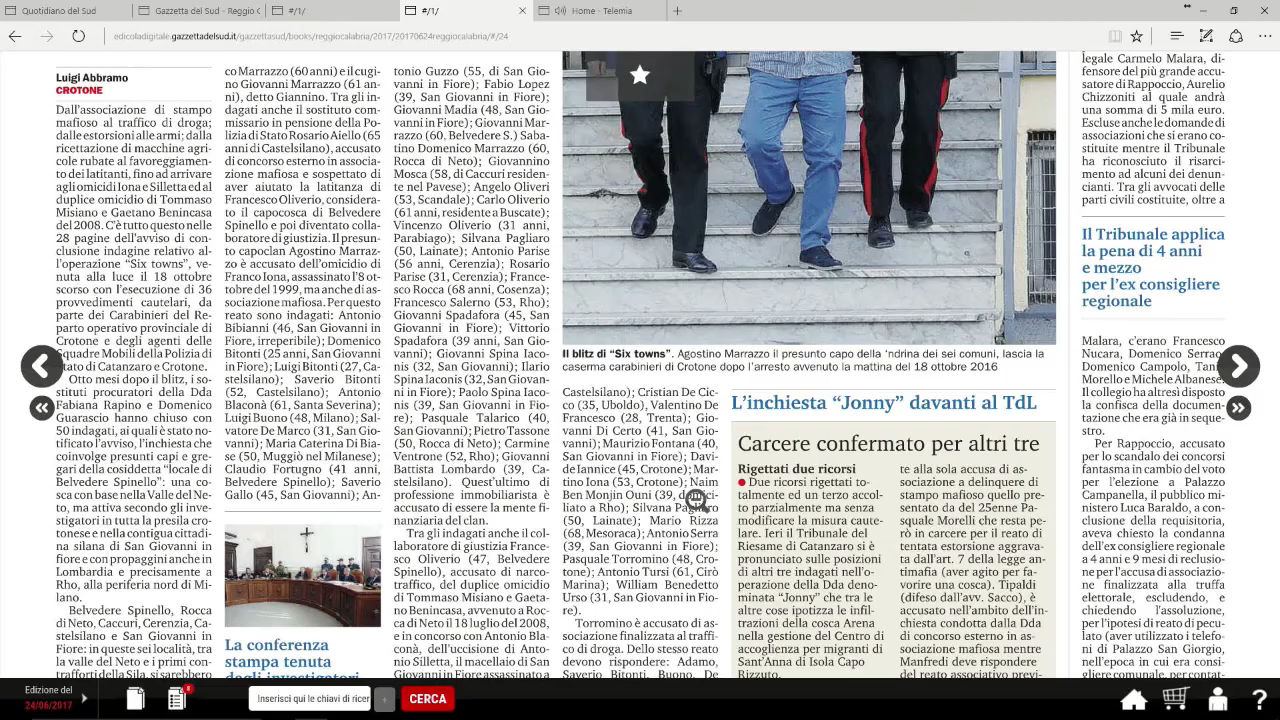 Quotidiano del Sud
Gazzetta del Sud - Reggio C
#/1/
#/1/
Home - Telemia
edicoladigitale.gazzettadelsud.it/gazzettasud/books/reggiocalabria/2017/20170624reggiocalabria/#/24
Luigi Abbramo
CROTONE
Dall'associazione di stampo
mafioso al traffico di droga;
dalle estorsioni alle armi; dalla
ricettazione di macchine agri-
cole rubate al favoreggiamen-
to dei latitanti, fino ad arrivare
agli omicidi Iona e Silletta ed al
duplice omicidio di Tommaso
Misiano e Gaetano Benincasa
del 2008. C'è tutto questo nelle
28 pagine dell'avviso di con-
clusione indagine relativo al-
l'operazione "Six towns", ve-
nuta alla luce il 18 ottobre
scorso con l'esecuzione di 36
provvedimenti cautelari, da
parte dei Carabinieri del Re-
parto operativo provinciale di
Crotone e degli agenti delle
Squadre Mobili della Polizia di
Stato di Catanzaro e Crotone.
Otto mesi dopo il blitz, i so-
stituti procuratori della Dda
Fabiana Rapino e Domenico
Guarascio hanno chiuso con
50 indagati, ai quali è stato no-
tificato l'avviso, l'inchiesta che
coinvolge presunti capi e gre-
gari della cosiddetta "locale di
Belvedere Spinello": una co-
sca con base nella Valle del Ne-
to, ma attiva secondo gli inve-
stigatori in tutta la presila cro-
tonese e nella contigua cittadi-
na silana di San Giovanni in
fiore e con propaggini anche in
Lombardia e precisamente a
Rho, alla periferia nord di Mi-
lano.
Belvedere Spinello, Rocca
di Neto, Caccuri, Cerenzia, Ca-
stelsilano e San Giovanni in
Fiore: in queste sei località, tra
la valle del Neto e i primi con-
trafforti della Sila, si sarebbero
co Marrazzo (60 anni) e il cugi-
no Giovanni Marrazzo (61 an-
ni), detto Giannino. Tra gli in-
dagati anche il sostituto com-
missario in pensione della Po-
lizia di Stato Rosario Aiello (65
anni di Castelsilano), accusato
di concorso esterno in associa-
zione mafiosa e sospettato di
aver aiutato la latitanza di
Francesco Oliverio, considera-
to il capocosca di Belvedere
Spinello e poi diventato colla-
boratore di giustizia. Il presun-
to capoclan Agostino Marraz-
zo è accusato dell'omicidio di
Franco Iona, assassinato l'8 ot-
tobre del 1999, ma anche di as-
sociazione mafiosa. Per questo
reato sono indagati: Antonio
Bibianni (46, San Giovanni in
Fiore, irreperibile); Domenico
Bitonti (25 anni, San Giovanni
in Fiore); Luigi Bitonti (27, Ca-
stelsilano); Saverio Bitonti
(52, Castelsilano); Antonio
Blaconà (61, Santa Severina);
Luigi Buono (48, Milano); Sal-
vatore De Marco (31, San Gio-
vanni); Maria Caterina Di Bia-
se (50, Muggiò nel Milanese);
Claudio Fortugno (41 anni,
Belvedere Spinello); Saverio
Gallo (45, San Giovanni); An-
La conferenza
stampa tenuta
dagli investigatori
tonio Guzzo (55, di San Gio-
vanni in Fiore); Fabio Lopez
(39, San Giovanni in Fiore);
Giovanni Madia (48, San Gio-
vanni in Fiore); Giovanni Mar-
razzo (60, Belvedere S.) Saba-
tino Domenico Marrazzo (60,
Rocca di Neto); Giovannino
Mosca (58, di Caccuri residen-
te nel Pavese); Angelo Oliveri
(53, Scandale); Carlo Oliverio
(61 anni, residente a Buscate);
Vincenzo Oliverio (31 anni,
Parabiago); Silvana Pagliaro
(50, Lainate); Antonio Parise
(56 anni, Cerenzia); Rosario
Parise (31, Cerenzia); France-
sco Rocca (68 anni, Cosenza);
Francesco Salerno (53, Rho);
Giovanni Spadafora (45, San
Giovanni in Fiore); Vittorio
Spadafora (39 anni, San Gio-
vanni); Giovanni Spina Iaco-
nis (32, San Giovanni); Ilario
Spina Iaconis (32, San Giovan-
ni in Fiore); Paolo Spina Iaco-
nis (39, San Giovanni in Fio-
re); Pasquale Talarico (40,
San Giovanni); Pietro Tassone
(50, Rocca di Neto); Carmine
Ventrone (52, Rho); Giovanni
Battista Lombardo (39, Ca-
stelsilano). Quest'ultimo di
professione immobiliarista è
accusato di essere la mente fi-
nanziaria del clan.
Tra gli indagati anche il col-
laboratore di giustizia France-
sco Oliverio (47, Belvedere
Spinello), accusato di narco-
traffico, del duplice omicidio
di Tommaso Misiano e Gaeta-
no Benincasa, avvenuto a Roc-
ca di Neto il 18 luglio del 2008,
e in concorso con Antonio Bla-
conà, dell'uccisione di Anto-
nio Silletta, il macellaio di San
Giovanni in Fiore assassinato a
Il blitz di "Six towns". Agostino Marrazzo il presunto capo della 'ndrina dei sei comuni, lascia la
caserma carabinieri di Crotone dopo l'arresto avvenuto la mattina del 18 ottobre 2016
Castelsilano); Cristian De Cic-
co (35, Uboldo), Valentino De
Francesco (28, Trenta); Gio-
vanni Di Certo (41, San Gio-
vanni); Maurizio Fontana (40,
San Giovanni in Fiore); Davi-
de Iannice (45, Crotone); Mar-
tino Iona (53, Crotone); Naim
Ben Monjin Ouni (39, domici-
liato a Rho); Silvana Pagliaro
(50, Lainate); Mario Rizza
(68, Mesoraca); Antonio Serra
(39, San Giovanni in Fiore);
Pasquale Torromino (48, Cro-
tone); Antonio Tursi (61, Cirò
Marina); William Benedetto
Urso (31, San Giovanni in Fio-
re).
Torromino è accusato di as-
sociazione finalizzata al traffi-
co di droga. Dello stesso reato
devono rispondere: Adamo,
Saverio Bitonti, Buono, De
L'inchiesta "Jonny" davanti al TdL
Carcere confermato per altri tre
Rigettati due ricorsi
● Due ricorsi rigettati to-
talmente ed un terzo accol-
to parzialmente ma senza
modificare la misura caute-
lare. Ieri il Tribunale del
Riesame di Catanzaro si è
pronunciato sulle posizioni
di altri tre indagati nell'o-
perazione della Dda deno-
minata "Jonny" che tra le
altre cose ipotizza le infil-
trazioni della cosca Arena
nella gestione del Centro di
accoglienza per migranti di
Sant'Anna di Isola Capo
Rizzuto.
te alla sola accusa di as-
sociazione a delinquere di
stampo mafioso quello pre-
sentato da del 25enne Pa-
squale Morelli che resta pe-
rò in carcere per il reato di
tentata estorsione aggrava-
ta dall'art. 7 della legge an-
timafia (aver agito per fa-
vorire una cosca). Tipaldi
(difeso dall'avv. Sacco), è
accusato nell'ambito dell'in-
chiesta condotta dalla Dda
di concorso esterno in as-
sociazione mafiosa mentre
Manfredi deve rispondere
del reato associativo previ-
legale Carmelo Malara, di-
fensore del più grande accu-
satore di Rappoccio, Aurelio
Chizzoniti al quale andrà
una somma di 5 mila euro.
Escluse anche le domande di
associazioni che si erano co-
stituite mentre il Tribunale
ha riconosciuto il risarci-
mento ad alcuni dei denun-
cianti. Tra gli avvocati delle
parti civili costituite, oltre a
Il Tribunale applica
la pena di 4 anni
e mezzo
per l'ex consigliere
regionale
Malara, c'erano Francesco
Nucara, Domenico Serrao,
Domenico Campolo, Tania
Morello e Michele Albanese.
Il collegio ha altresì disposto
la confisca della documen-
tazione che era già in seque-
stro.
Per Rappoccio, accusato
per lo scandalo dei concorsi
fantasma in cambio del voto
per l'elezione a Palazzo
Campanella, il pubblico mi-
nistero Luca Baraldo, a con-
clusione della requisitoria,
aveva chiesto la condanna
dell'ex consigliere regionale
a 4 anni e 9 mesi di reclusio-
ne per l'accusa di associazio-
ne finalizzata alla truffa
elettorale, escludendo, e
chiedendo l'assoluzione,
per l'ipotesi di reato di pecu-
lato (aver utilizzato i telefo-
ni di Palazzo San Giorgio,
nell'epoca in cui era consi-
gliere comunale, per contat-
Edizione del
24/06/2017
8
Inserisci qui le chiavi di ricer
+
CERCA